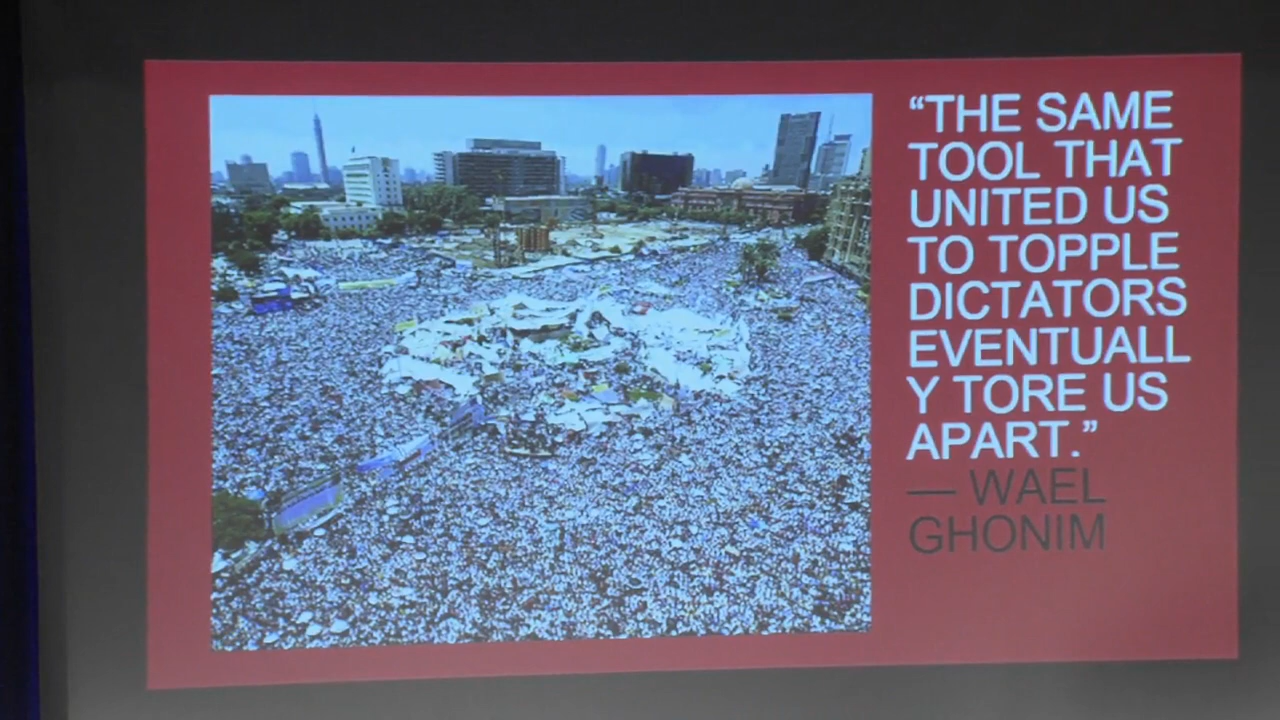 “THE SAME
TOOL THAT
UNITED US
TO TOPPLE
DICTATORS
EVENTUALL
Y TORE US
APART.”
— WAEL
GHONIM